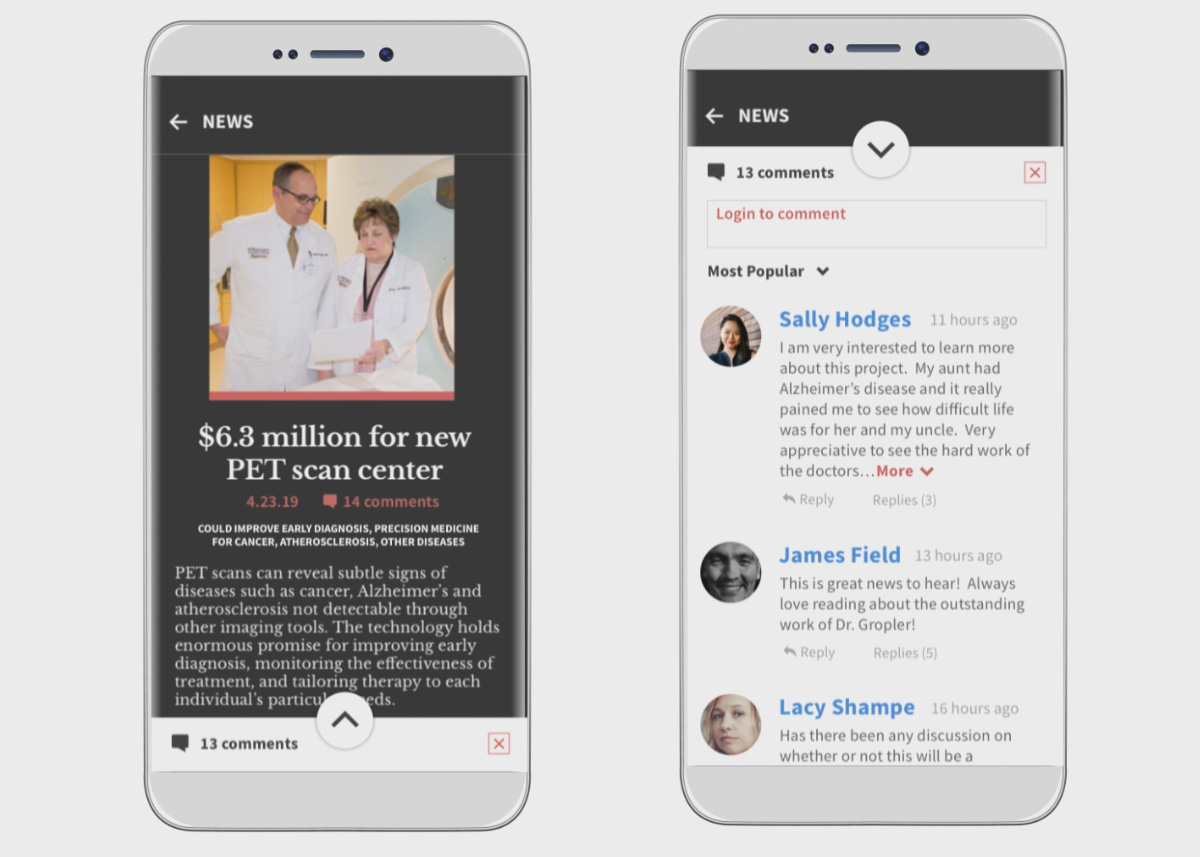 NEWS
$6.3 million for new
PET scan center
4.23.19 14 comments
COULD IMPROVE EARLY DIAGNOSIS, PRECISION MEDICINE
FOR CANCER, ATHEROSCLEROSIS, OTHER DISEASES
PET scans can reveal subtle signs of
diseases such as cancer, Alzheimer's and
atherosclerosis not detectable through
other imaging tools. The technology holds
enormous promise for improving early
diagnosis, monitoring the effectiveness of
treatment, and tailoring therapy to each
individual's
13 comments
NEWS
13 comments
Login to comment
Most Popular
Sally Hodges 11 hours ago
I am very interested to learn more
about this project. My aunt had
Alzheimer's disease and it really
pained me to see how difficult life
was for her and my uncle. Very
appreciative to see the hard work of
the doctors...More
Reply Replies (3)
James Field 13 hours ago
This is great news to hear! Always
love reading about the outstanding
work of Dr. Gropler!
Reply Replies (5)
Lacy Shampe 16 hours ago
Has there been any discussion on
whether or not this will be a